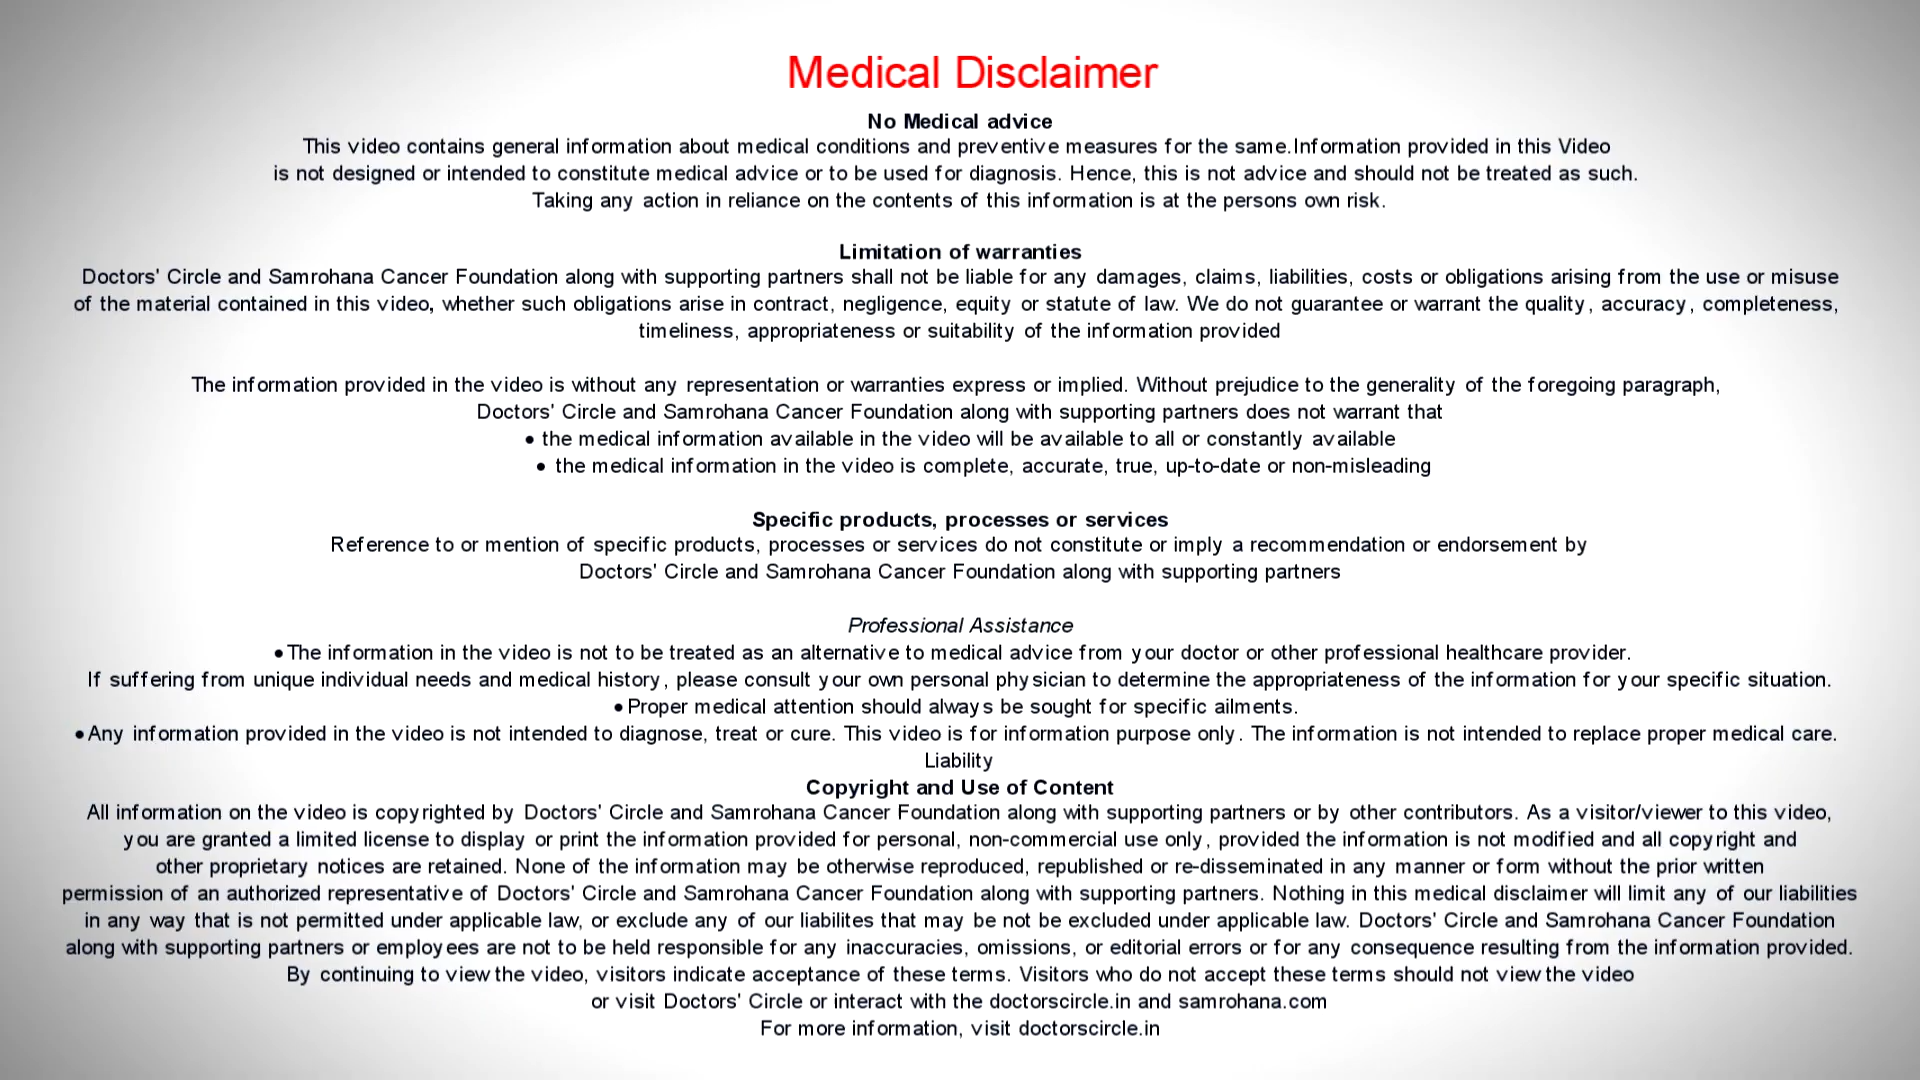 Medical Disclaimer
No Medical advice
This video contains general information about medical conditions and preventive measures for the same.Information provided in this Video
is not designed or intended to constitute medical advice or to be used for diagnosis. Hence, this is not advice and should not be treated as such.
Taking any action in reliance on the contents of this information is at the persons own risk.
Limitation of warranties
Doctors' Circle and Samrohana Cancer Foundation along with supporting partners shall not be liable for any damages, claims, liabilities, costs or obligations arising from the use or misuse
of the material contained in this video, whether such obligations arise in contract, negligence, equity or statute of law. We do not guarantee or warrant the quality, accuracy, completeness,
timeliness, appropriateness or suitability of the information provided
The information provided in the video is without any representation or warranties express or implied. Without prejudice to the generality of the foregoing paragraph,
Doctors' Circle and Samrohana Cancer Foundation along with supporting partners does not warrant that
• the medical information available in the video will be available to all or constantly available
• the medical information in the video is complete, accurate, true, up-to-date or non-misleading
Specific products, processes or services
Reference to or mention of specific products, processes or services do not constitute or imply a recommendation or endorsement by
Doctors' Circle and Samrohana Cancer Foundation along with supporting partners
Professional Assistance
•The information in the video is not to be treated as an alternative to medical advice from your doctor or other professional healthcare provider.
If suffering from unique individual needs and medical history, please consult your own personal physician to determine the appropriateness of the information for your specific situation.
•Proper medical attention should always be sought for specific ailments.
•Any information provided in the video is not intended to diagnose, treat or cure. This video is for information purpose only. The information is not intended to replace proper medical care.
Liability
Copyright and Use of Content
All information on the video is copyrighted by Doctors' Circle and Samrohana Cancer Foundation along with supporting partners or by other contributors. As a visitor/viewer to this video,
you are granted a limited license to display or print the information provided for personal, non-commercial use only, provided the information is not modified and all copyright and
other proprietary notices are retained. None of the information may be otherwise reproduced, republished or re-disseminated in any manner or form without the prior written
permission of an authorized representative of Doctors' Circle and Samrohana Cancer Foundation along with supporting partners. Nothing in this medical disclaimer will limit any of our liabilities
in any way that is not permitted under applicable law, or exclude any of our liabilites that may be not be excluded under applicable law. Doctors' Circle and Samrohana Cancer Foundation
along with supporting partners or employees are not to be held responsible for any inaccuracies, omissions, or editorial errors or for any consequence resulting from the information provided.
By continuing to view the video, visitors indicate acceptance of these terms. Visitors who do not accept these terms should not view the video
or visit Doctors' Circle or interact with the doctorscircle.in and samrohana.com
For more information, visit doctorscircle.in